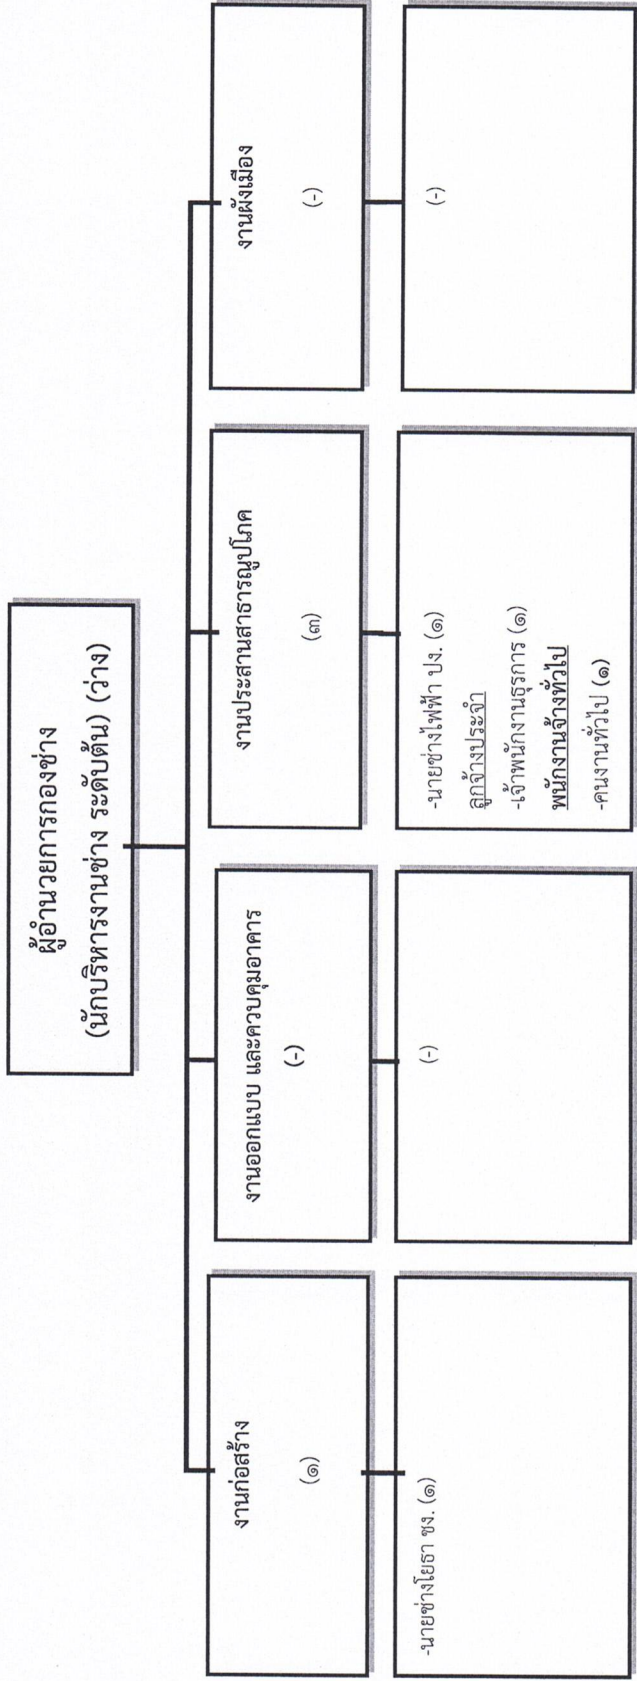 ผู้อำนวยการกองช่าง
(นักบริหารงานช่าง ระดับต้น) (ว่าง)
งานก่อสร้าง
(๑)
-นายช่างโยธา ชง. (๑)
งานออกแบบ และควบคุมอาคาร
(-)
(-)
งานประสานสาธารณูปโภค
(๓)
-นายช่างไฟฟ้า ปง. (๑)
ลูกจ้างประจำ
-เจ้าพนักงานธุรการ (๑)
พนักงานจ้างทั่วไป
-คนงานทั่วไป (๑)
งานผังเมือง
(-)
(-)